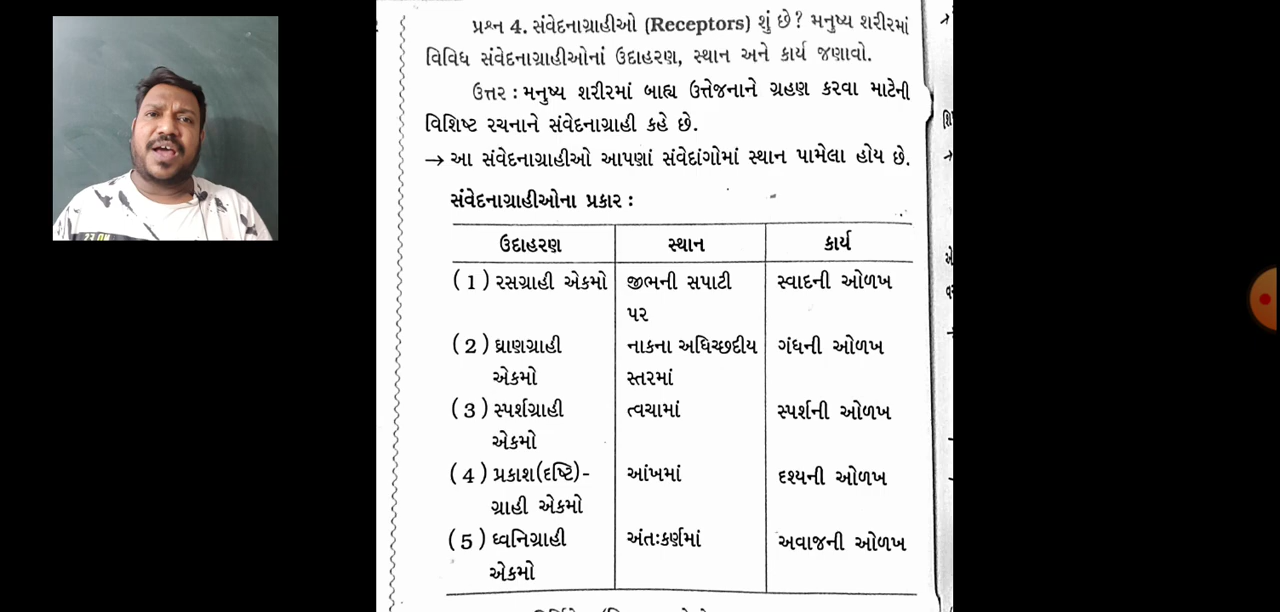 પ્રશ્ન 4. સંવેદનાગ્રાહીઓ (Receptors) શું છે? મનુષ્ય શરીરમાં
વિવિધ સંવેદનાગ્રાહીઓનાં ઉદાહરણ, સ્થાન અને કાર્ય જણાવો.
ઉત્તર : મનુષ્ય શરીરમાં બાહ્ય ઉત્તેજનાને ગ્રહણ કરવા માટેની
વિશિષ્ટ રચનાને સંવેદનાગ્રાહી કહે છે.
→ આ સંવેદનાગ્રાહીઓ આપણાં સંવેદાંગોમાં સ્થાન પામેલા હોય છે.
સંવેદનાગ્રાહીઓના પ્રકાર :
ઉદાહરણ સ્થાન કાર્ય
(1) રસગ્રાહી એકમો જીભની સપાટી સ્વાદની ઓળખ
પર
(2) ઘ્રાણગ્રાહી નાકના અધિચ્છદીય ગંધની ઓળખ
એકમો સ્તરમાં
(3) સ્પર્શગ્રાહી ત્વચામાં સ્પર્શની ઓળખ
એકમો
(4) પ્રકાશ(દૃષ્ટિ)- આંખમાં દૃશ્યની ઓળખ
ગ્રાહી એકમો
(5) ધ્વનિગ્રાહી અંતઃકર્ણમાં અવાજની ઓળખ
એકમો